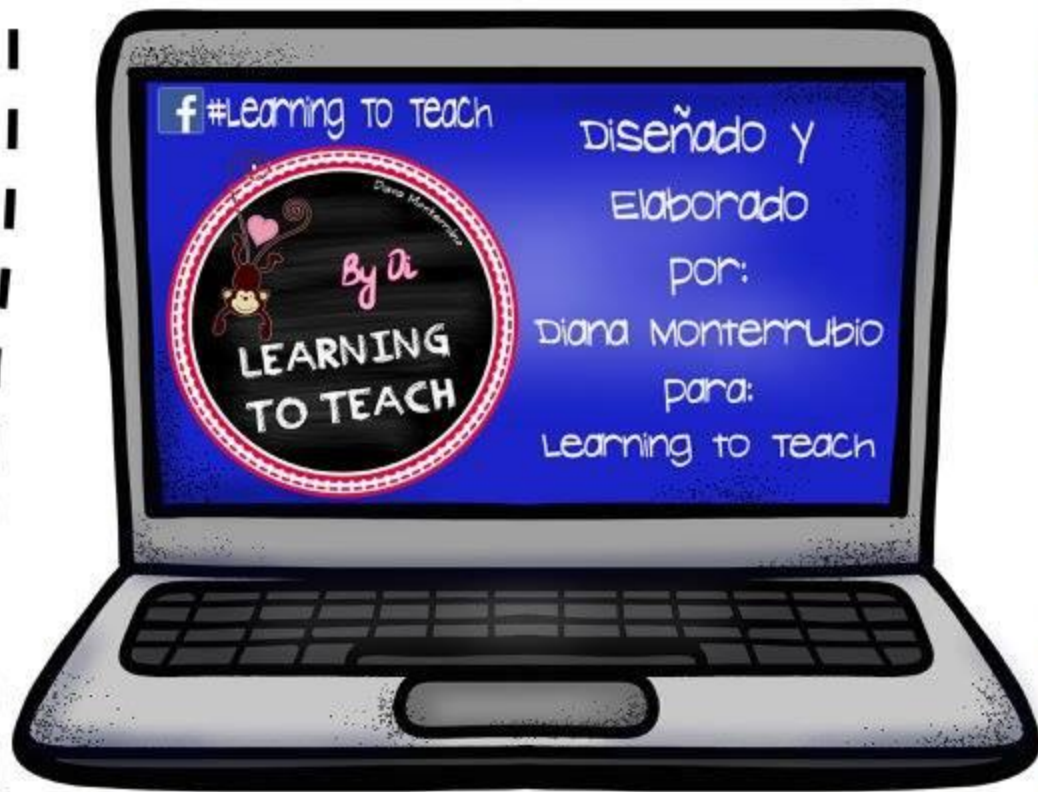 #Learning To Teach
Diana Monterrubio
By Di
LEARNING
TO TEACH
Diseñado y
Elaborado
por:
Diana Monterrubio
para:
Learning to Teach